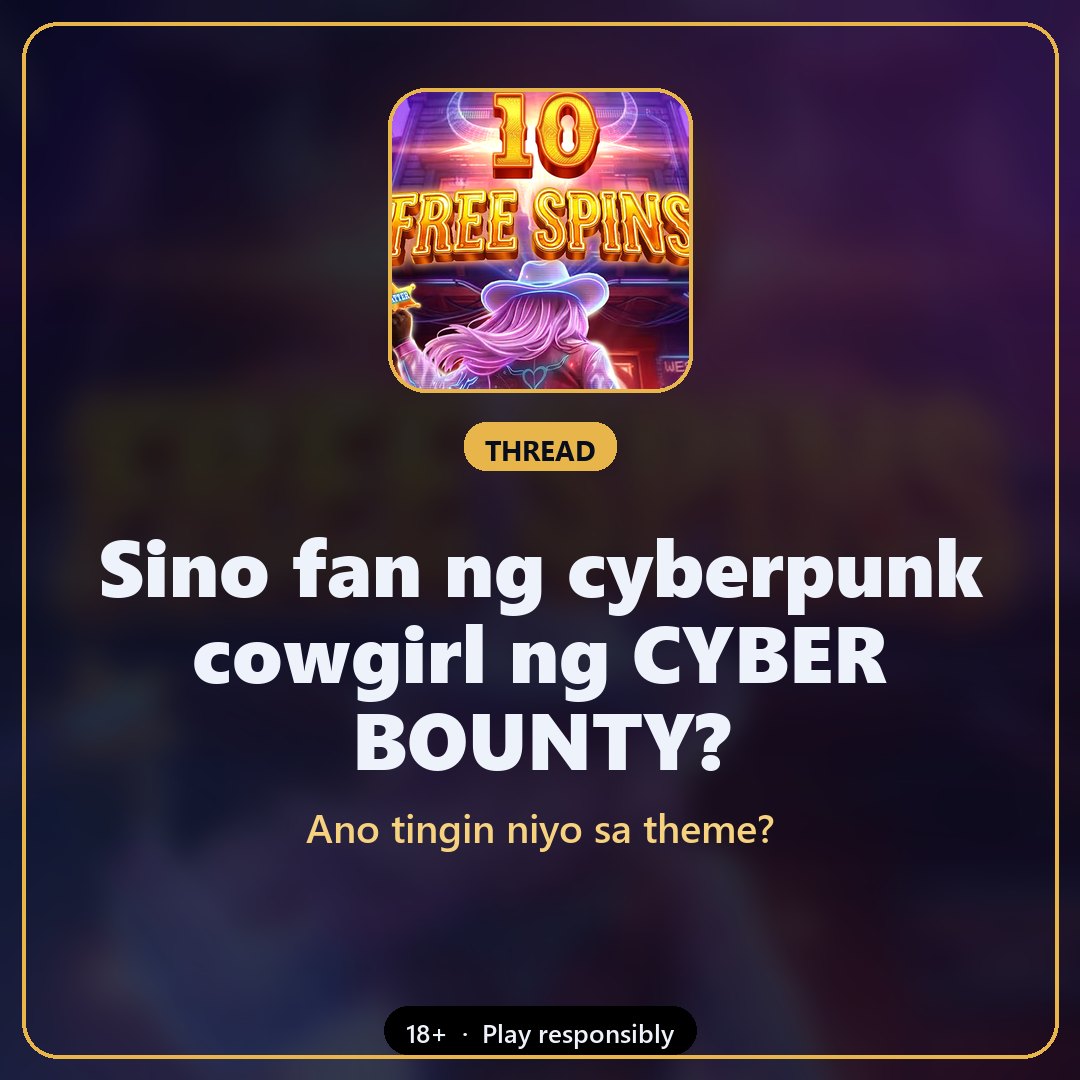 10
FREE SPINS
THREAD
Sino fan ng cyberpunk
cowgirl ng CYBER
BOUNTY?
Ano tingin niyo sa theme?
18+ · Play responsibly